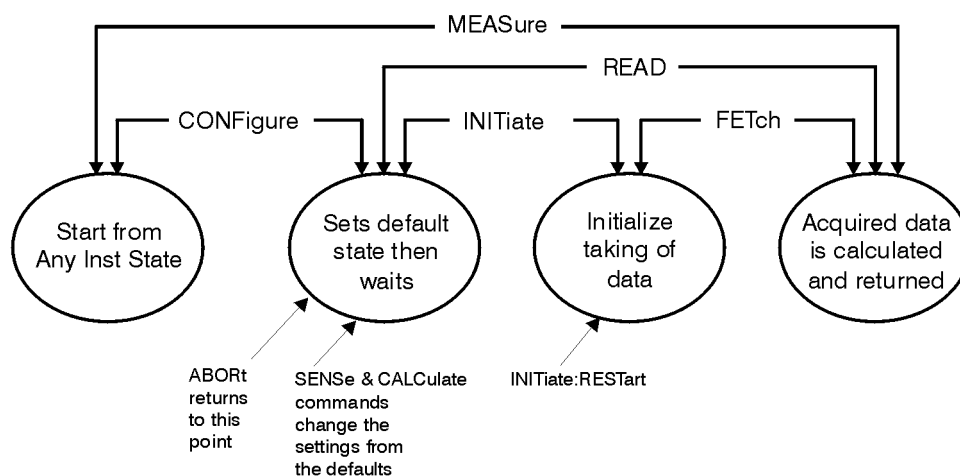 MEASure
READ
CONFigure
INITiate
FETch
Start from
Any Inst State
Sets default
state then
waits
Initialize
taking of
data
Acquired data
is calculated
and returned
ABORt
returns
to this
point
SENSe & CALCulate
commands
change the
settings from
the defaults
INITiate:RESTart